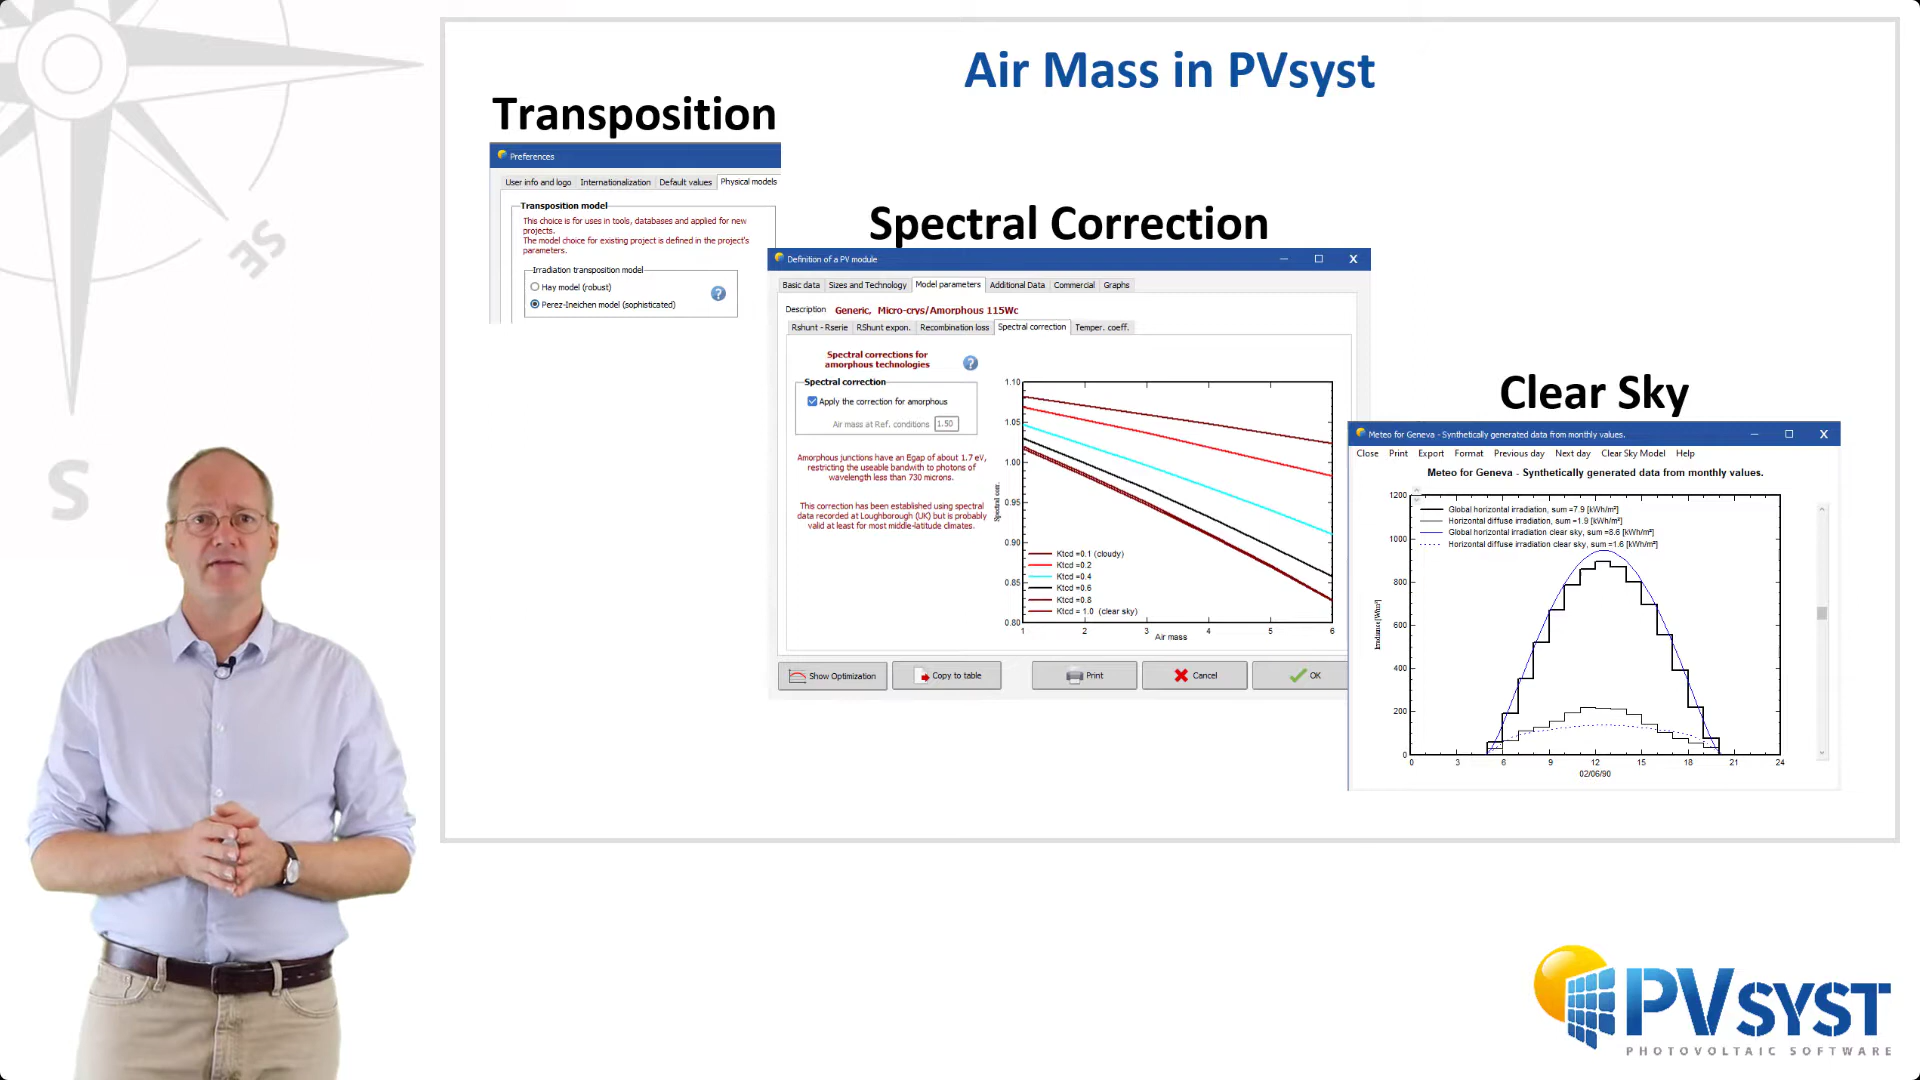 Air Mass in PVsyst
Transposition
Preferences
User info and logo Internationalization Default values Physical models
Transposition model
This choice is for uses in tools, databases and applied for new
projects.
The model choice for existing project is defined in the project's
parameters.
Irradiation transposition model
Hay model (robust)
Perez-Ineichen model (sophisticated)
?
Spectral Correction
Definition of a PV module
Basic data Sizes and Technology Model parameters Additional Data Commercial Graphs
Description Generic, Micro-crys/Amorphous 115Wc
Rshunt - Rserie RShunt expon. Recombination loss Spectral correction Temper. coeff.
Spectral corrections for
amorphous technologies
?
Spectral correction
Apply the correction for amorphous
Air mass at Ref. conditions 1.50
Amorphous junctions have an Egap of about 1.7 eV,
restricting the useable bandwith to photons of
wavelength less than 730 microns.
This correction has been established using spectral
data recorded at Loughborough (UK) but is probably
valid at least for most middle-latitude climates.
1.10
1.05
1.00
0.95
0.90
0.85
0.80
Spectral corr.
Ktcd =0.1 (cloudy)
Ktcd =0.2
Ktcd =0.4
Ktcd =0.6
Ktcd =0.8
Ktcd = 1.0 (clear sky)
1 2 3 4 5 6
Air mass
Show Optimization Copy to table Print Cancel OK
Clear Sky
Meteo for Geneva - Synthetically generated data from monthly values.
Close Print Export Format Previous day Next day Clear Sky Model Help
Meteo for Geneva - Synthetically generated data from monthly values.
1200
1000
800
600
400
200
0
Irradiance [W/m²]
Global horizontal irradiation, sum =7.9 [kWh/m²]
Horizontal diffuse irradiation, sum =1.9 [kWh/m²]
Global horizontal irradiation clear sky, sum =8.6 [kWh/m²]
Horizontal diffuse irradiation clear sky, sum =1.6 [kWh/m²]
0 3 6 9 12 15 18 21 24
02/06/90
SE
S
PVSYST
PHOTOVOLTAIC SOFTWARE